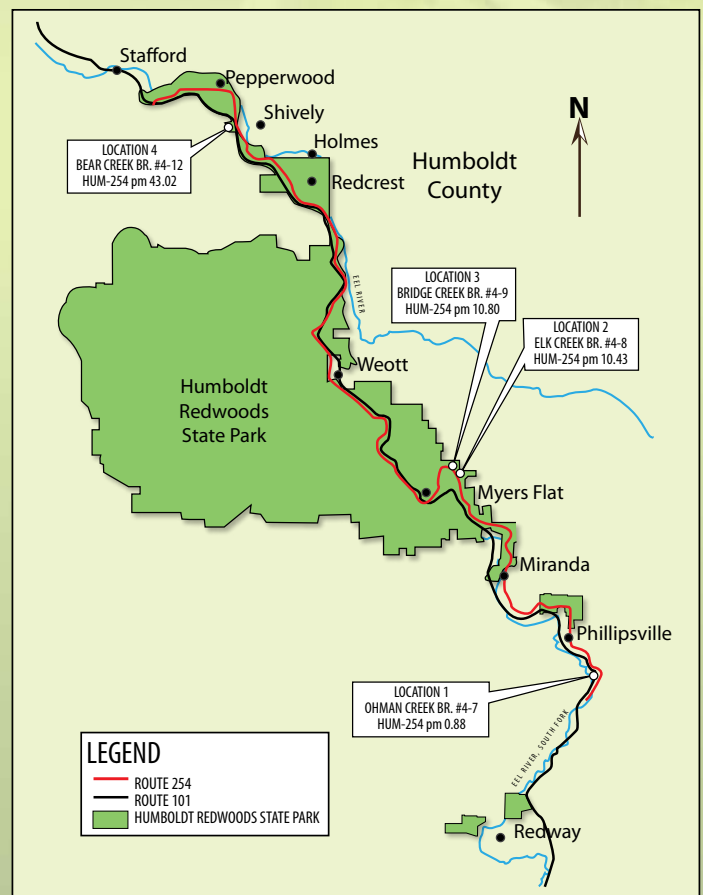 Stafford
Pepperwood
Shively
LOCATION 4
BEAR CREEK BR. #4-12
HUM-254 pm 43.02
Holmes
Redcrest
Humboldt
County
N
LOCATION 3
BRIDGE CREEK BR. #4-9
HUM-254 pm 10.80
EEL RIVER
LOCATION 2
ELK CREEK BR. #4-8
HUM-254 pm 10.43
Weott
Humboldt
Redwoods
State Park
Myers Flat
Miranda
Phillipsville
LOCATION 1
OHMAN CREEK BR. #4-7
HUM-254 pm 0.88
EEL RIVER, SOUTH FORK
LEGEND
ROUTE 254
ROUTE 101
HUMBOLDT REDWOODS STATE PARK
Redway